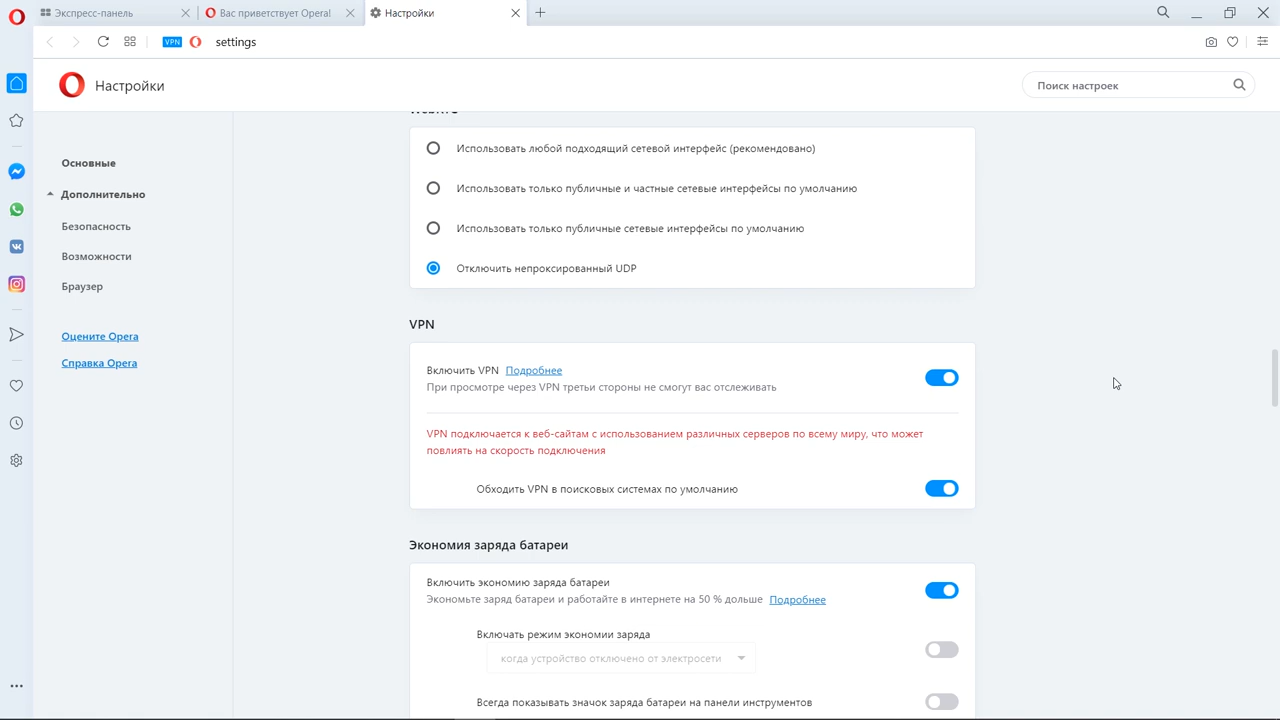 Экспресс-панель
Вас приветствует Opera!
Настройки
VPN
settings
Настройки
Поиск настроек
Основные
Дополнительно
Безопасность
Возможности
Браузер
Оцените Opera
Справка Opera
Использовать любой подходящий сетевой интерфейс (рекомендовано)
Использовать только публичные и частные сетевые интерфейсы по умолчанию
Использовать только публичные сетевые интерфейсы по умолчанию
Отключить непроксированный UDP
VPN
Включить VPN Подробнее
При просмотре через VPN третьи стороны не смогут вас отслеживать
VPN подключается к веб-сайтам с использованием различных серверов по всему миру, что может
повлиять на скорость подключения
Обходить VPN в поисковых системах по умолчанию
Экономия заряда батареи
Включить экономию заряда батареи
Экономьте заряд батареи и работайте в интернете на 50 % дольше Подробнее
Включать режим экономии заряда
когда устройство отключено от электросети
Всегда показывать значок заряда батареи на панели инструментов